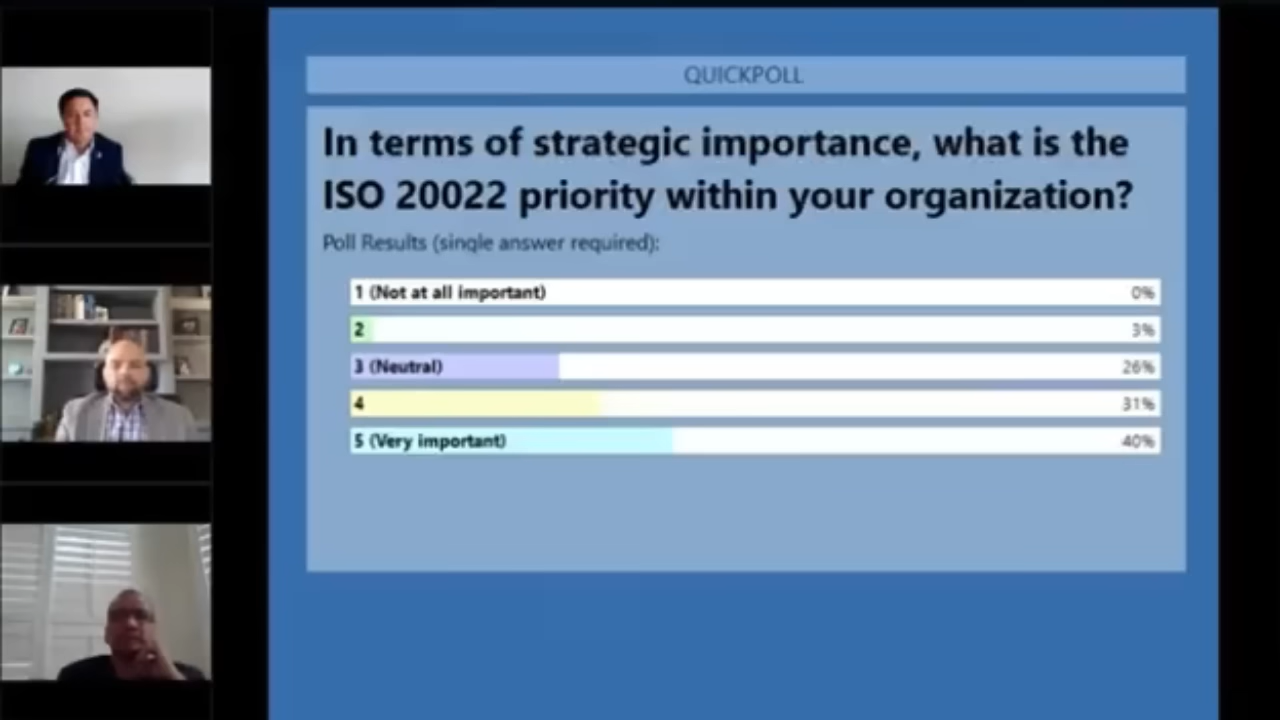 QUICKPOLL
In terms of strategic importance, what is the
ISO 20022 priority within your organization?
Poll Results (single answer required):
1 (Not at all important) 0%
2 3%
3 (Neutral) 26%
4 31%
5 (Very important) 40%